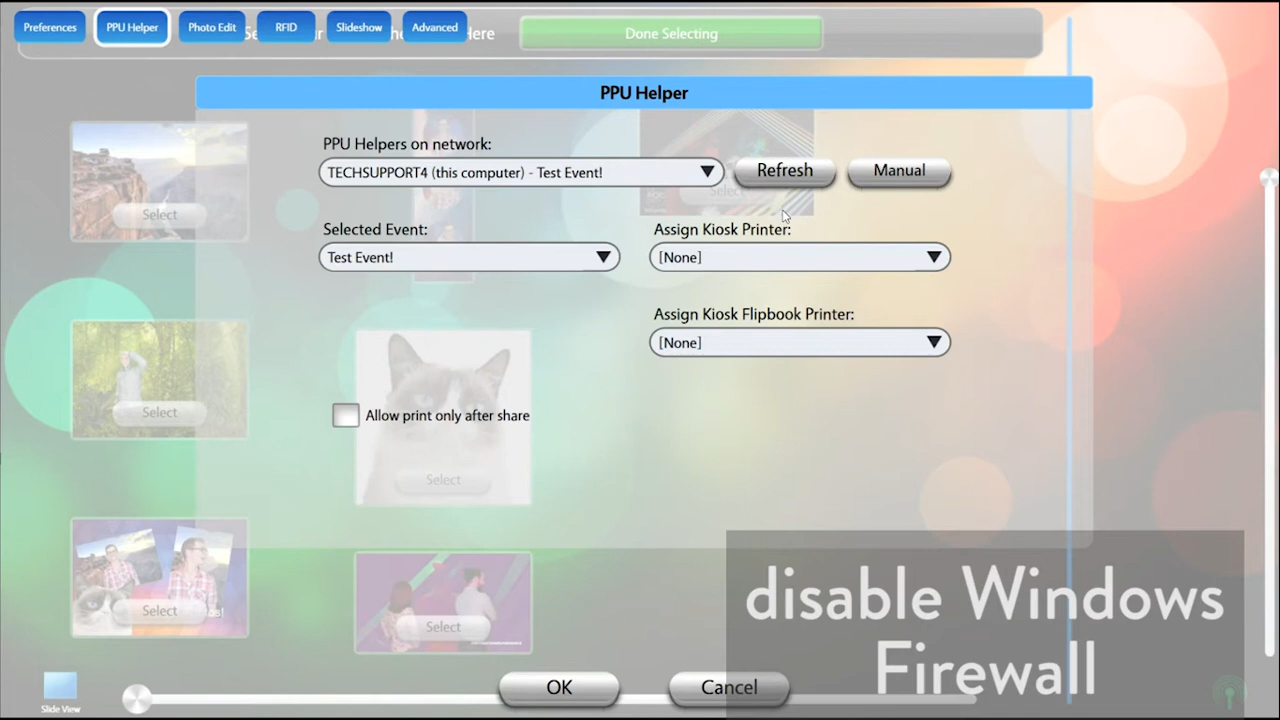 Preferences
PPU Helper
Photo Edit
RFID
Slideshow
Advanced
Here
Done Selecting
PPU Helper
PPU Helpers on network:
TECHSUPPORT4 (this computer) - Test Event!
Refresh
Manual
Select
Select
Selected Event:
Test Event!
Assign Kiosk Printer:
[None]
Assign Kiosk Flipbook Printer:
[None]
Select
Allow print only after share
Select
Select
Select
disable Windows
Firewall
OK
Cancel
Slide View